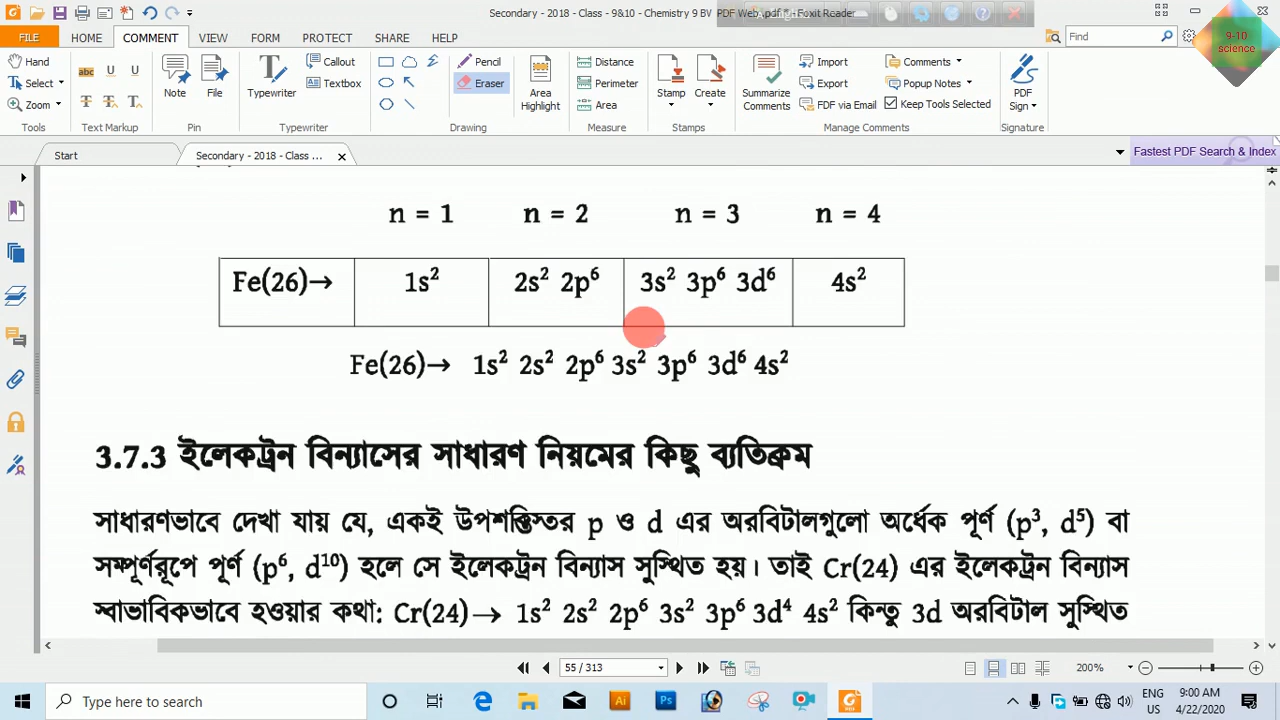 Secondary - 2018 - Class - 9&10 - Chemistry 9 BV PDF Web.pdf * - Foxit Reader
FILE HOME COMMENT VIEW FORM PROTECT SHARE HELP
Find
9-10
science
Hand
Select
Zoom
Tools
Text Markup
Note
File
Pin
Typewriter
Callout
Textbox
Typewriter
Pencil
Eraser
Drawing
Area
Highlight
Distance
Perimeter
Area
Measure
Stamp
Create
Stamps
Summarize
Comments
Import
Export
FDF via Email
Comments
Popup Notes
Keep Tools Selected
Manage Comments
PDF
Sign
Signature
Start
Secondary - 2018 - Class ...
Fastest PDF Search & Index
n = 1 n = 2 n = 3 n = 4
Fe(26)→ 1s² 2s² 2p⁶ 3s² 3p⁶ 3d⁶ 4s²
Fe(26)→ 1s² 2s² 2p⁶ 3s² 3p⁶ 3d⁶ 4s²
3.7.3 ইলেকট্রন বিন্যাসের সাধারণ নিয়মের কিছু ব্যতিক্রম
সাধারণভাবে দেখা যায় যে, একই উপশক্তিস্তর p ও d এর অরবিটালগুলো অর্ধেক পূর্ণ (p³, d⁵) বা
সম্পূর্ণরূপে পূর্ণ (p⁶, d¹⁰) হলে সে ইলেকট্রন বিন্যাস সুস্থিত হয়। তাই Cr(24) এর ইলেকট্রন বিন্যাস
স্বাভাবিকভাবে হওয়ার কথা: Cr(24)→ 1s² 2s² 2p⁶ 3s² 3p⁶ 3d⁴ 4s² কিন্তু 3d অরবিটাল সুস্থিত
55 / 313
200%
Type here to search
ENG
US
9:00 AM
4/22/2020